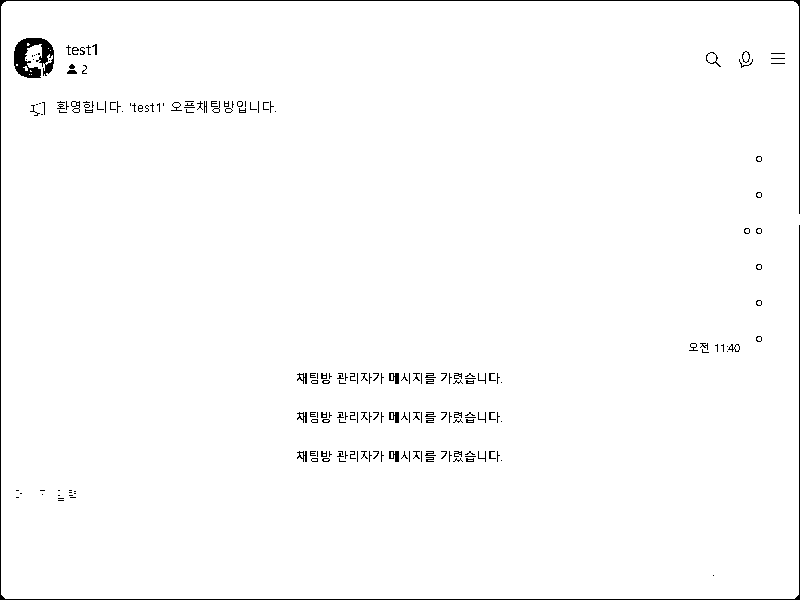 test1
2
환영합니다. 'test1' 오픈채팅방입니다.
ㅇ
ㅇ
ㅇㅇ
ㅇ
ㅇ
ㅇ
오전 11:40
채팅방 관리자가 메시지를 가렸습니다.
채팅방 관리자가 메시지를 가렸습니다.
채팅방 관리자가 메시지를 가렸습니다.